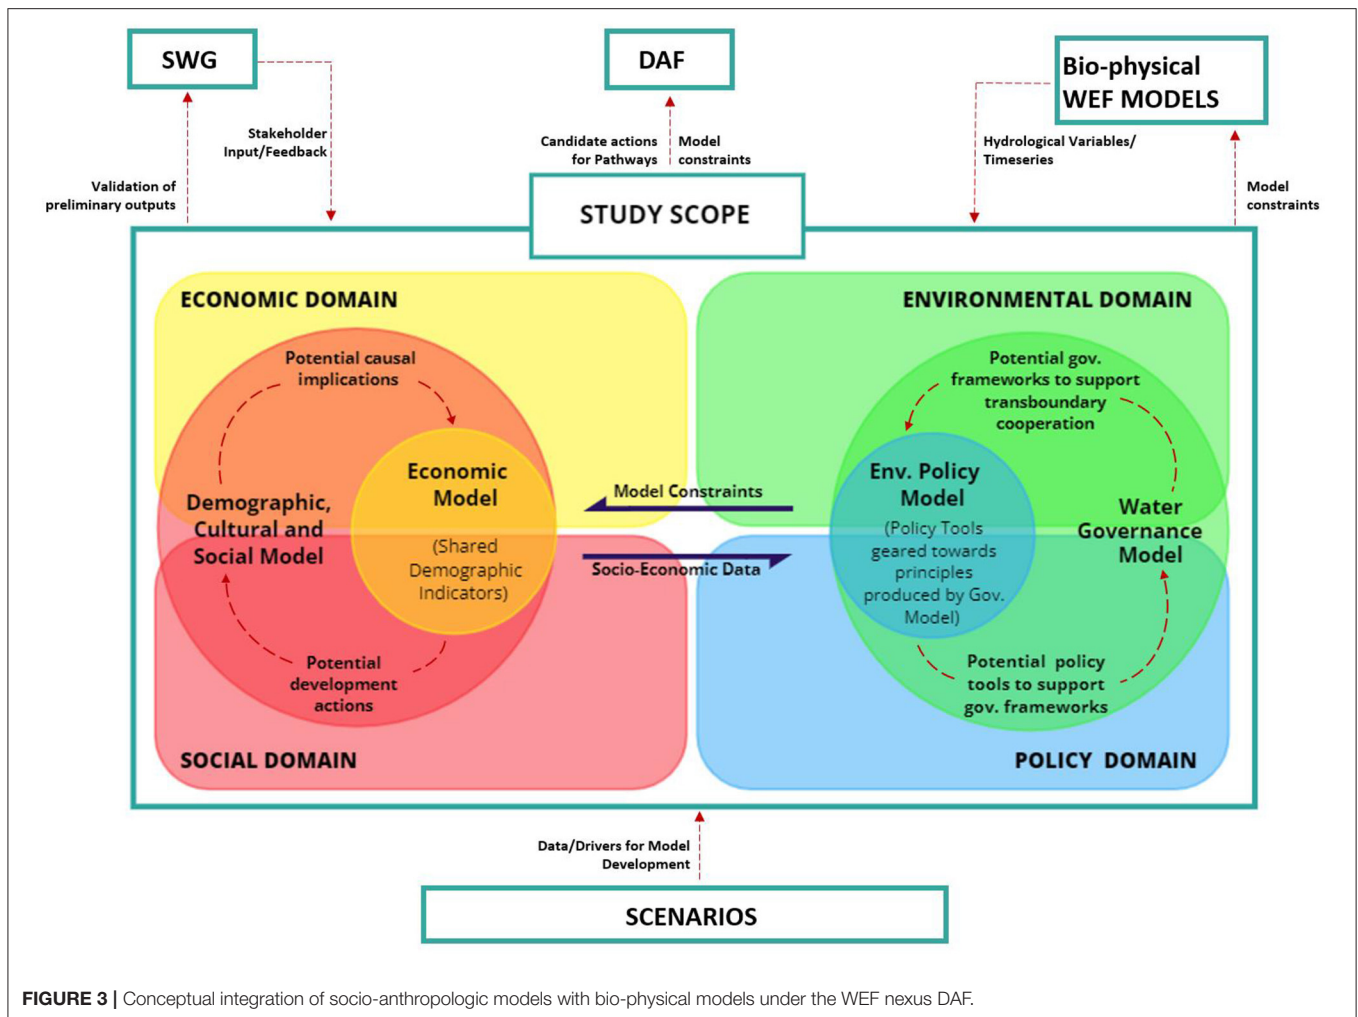 SWG
DAF
Bio-physical
WEF MODELS
Stakeholder
Input/Feedback
Candidate actions
for Pathways
Model
constraints
Hydrological Variables/
Timeseries
Validation of
preliminary outputs
Model
constraints
STUDY SCOPE
ECONOMIC DOMAIN
ENVIRONMENTAL DOMAIN
Potential causal
implications
Potential gov.
frameworks to support
transboundary
cooperation
Economic
Model
(Shared
Demographic
Indicators)
Demographic,
Cultural and
Social Model
Model Constraints
Socio-Economic Data
Env. Policy
Model
(Policy Tools
geared towards
principles
produced by Gov.
Model)
Water
Governance
Model
Potential
development
actions
Potential policy
tools to support
gov. frameworks
SOCIAL DOMAIN
POLICY DOMAIN
Data/Drivers for Model
Development
SCENARIOS
FIGURE 3 | Conceptual integration of socio-anthropologic models with bio-physical models under the WEF nexus DAF.